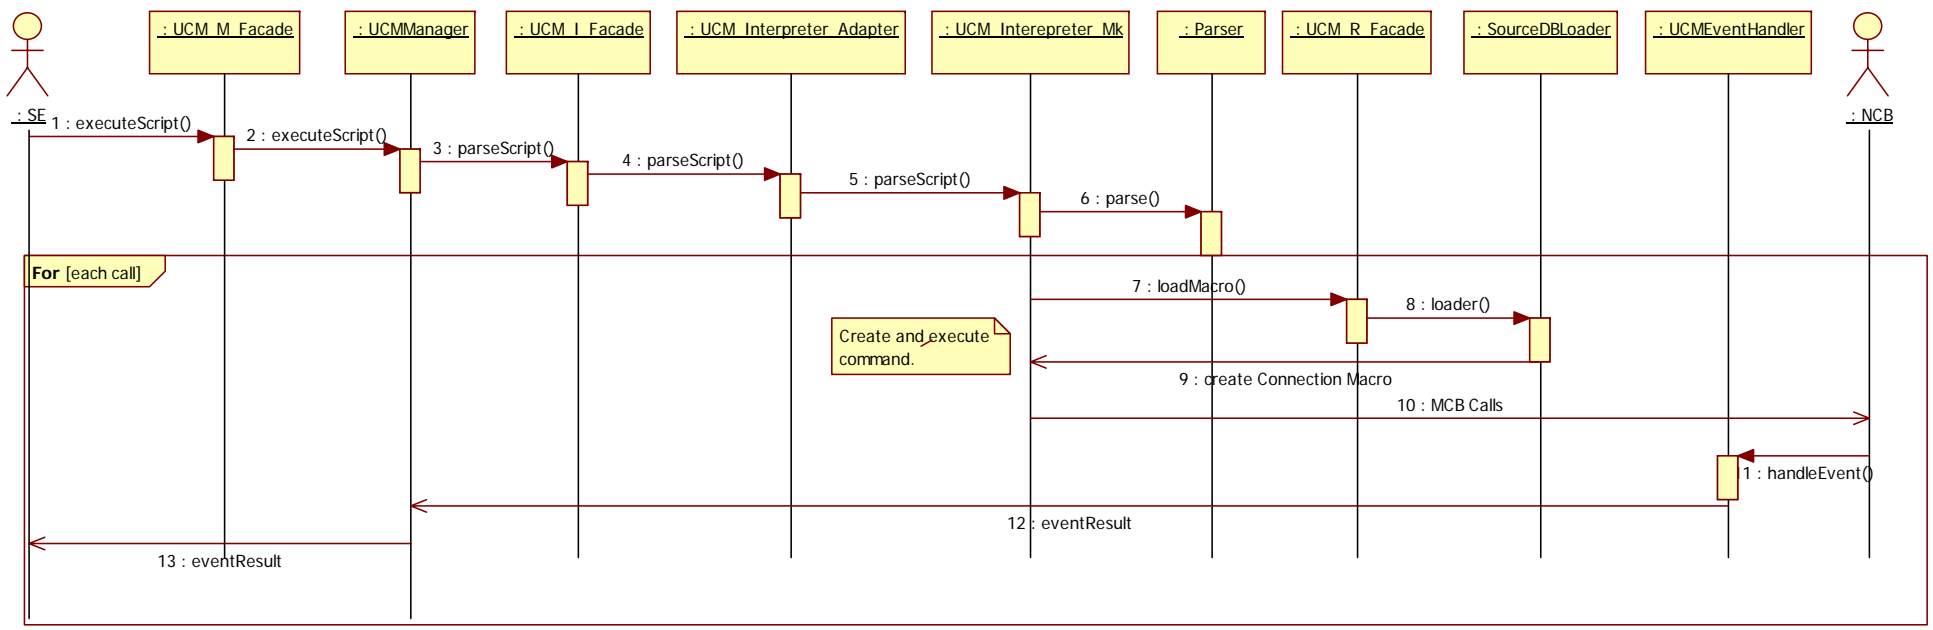 : UCM_M_Facade
: UCMManager
: UCM_I_Facade
: UCM_Interpreter_Adapter
: UCM_Interepreter_Mk
: Parser
: UCM_R_Facade
: SourceDBLoader
: UCMEventHandler
: SE
: NCB
1 : executeScript()
2 : executeScript()
3 : parseScript()
4 : parseScript()
5 : parseScript()
6 : parse()
For [each call]
7 : loadMacro()
8 : loader()
Create and execute
command.
9 : create Connection Macro
10 : MCB Calls
1 : handleEvent()
12 : eventResult
13 : eventResult